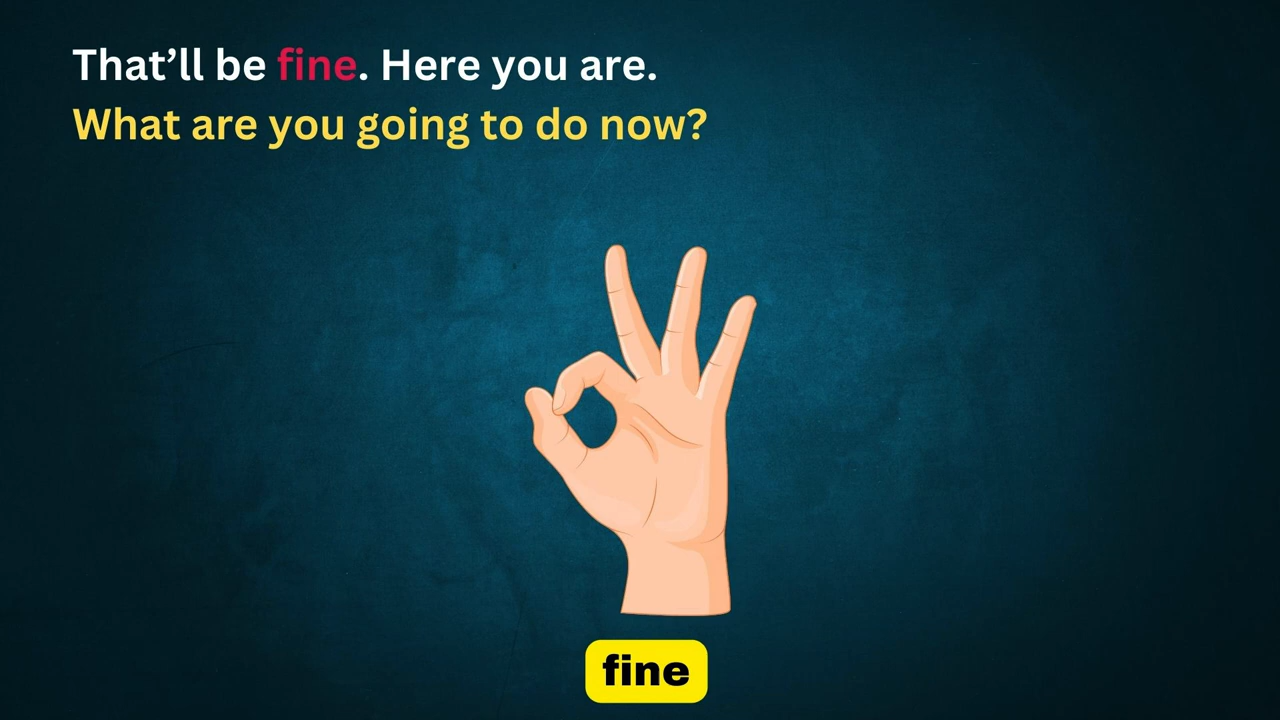 That’ll be fine. Here you are.
What are you going to do now?
fine